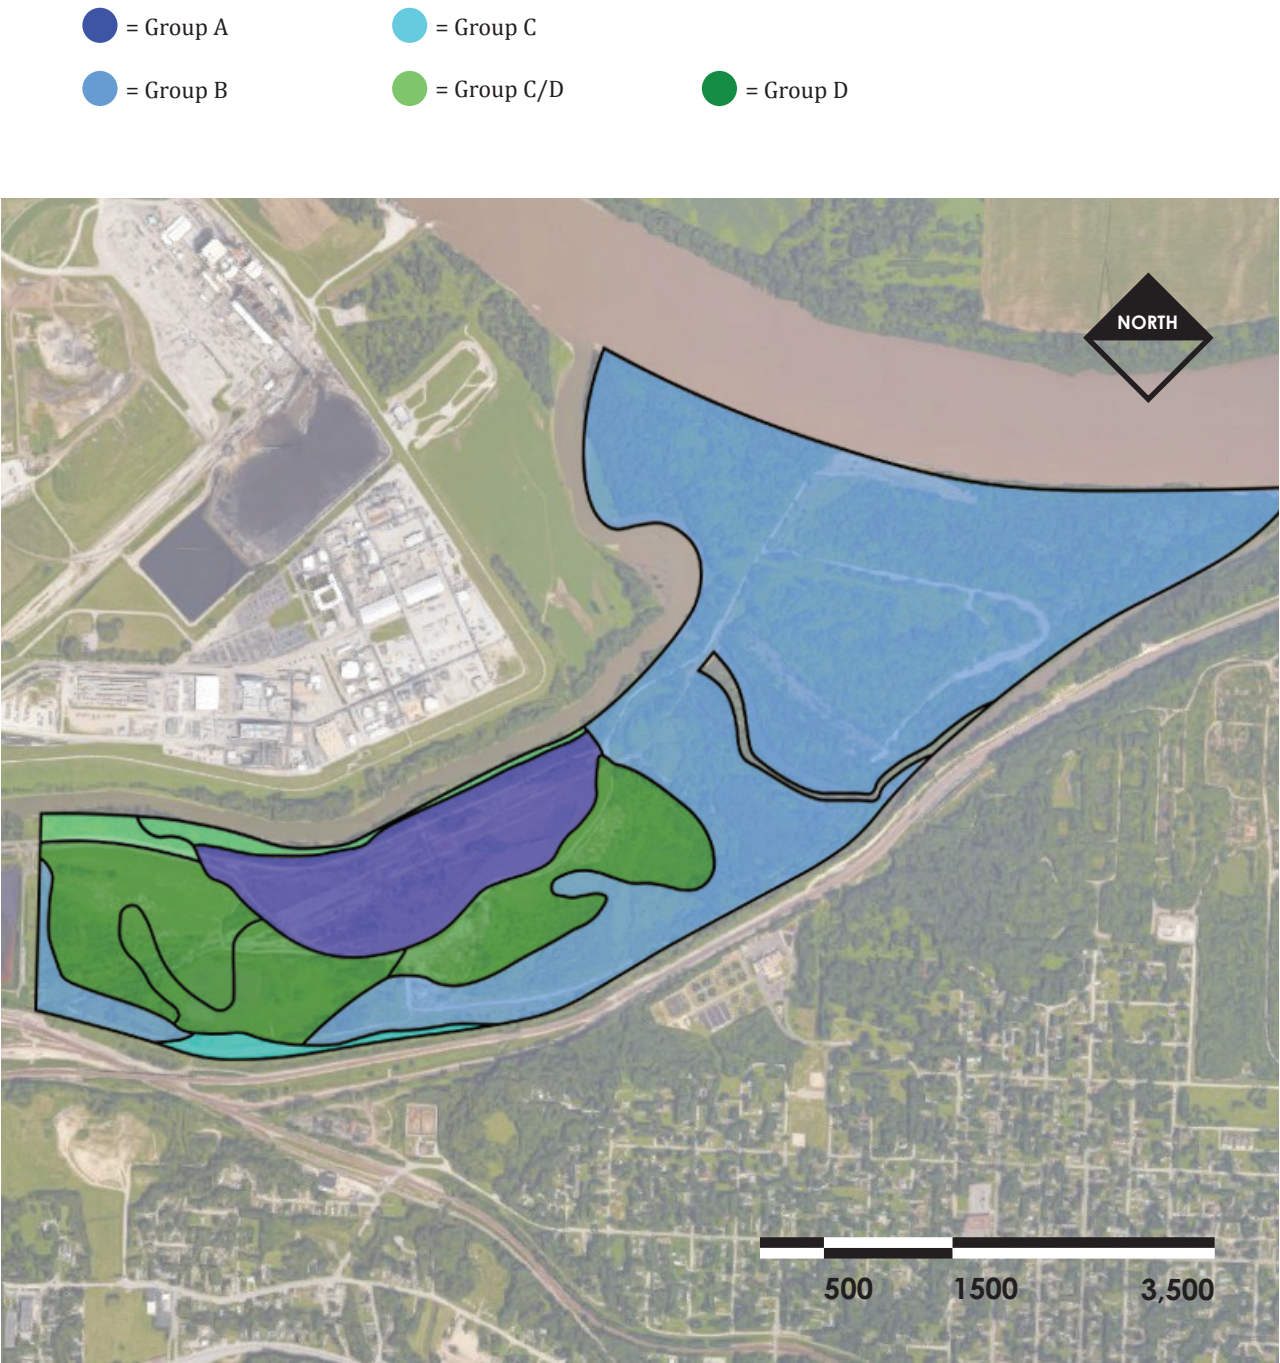 = Group A
= Group C
= Group B
= Group C/D
= Group D
NORTH
500 1500 3,500